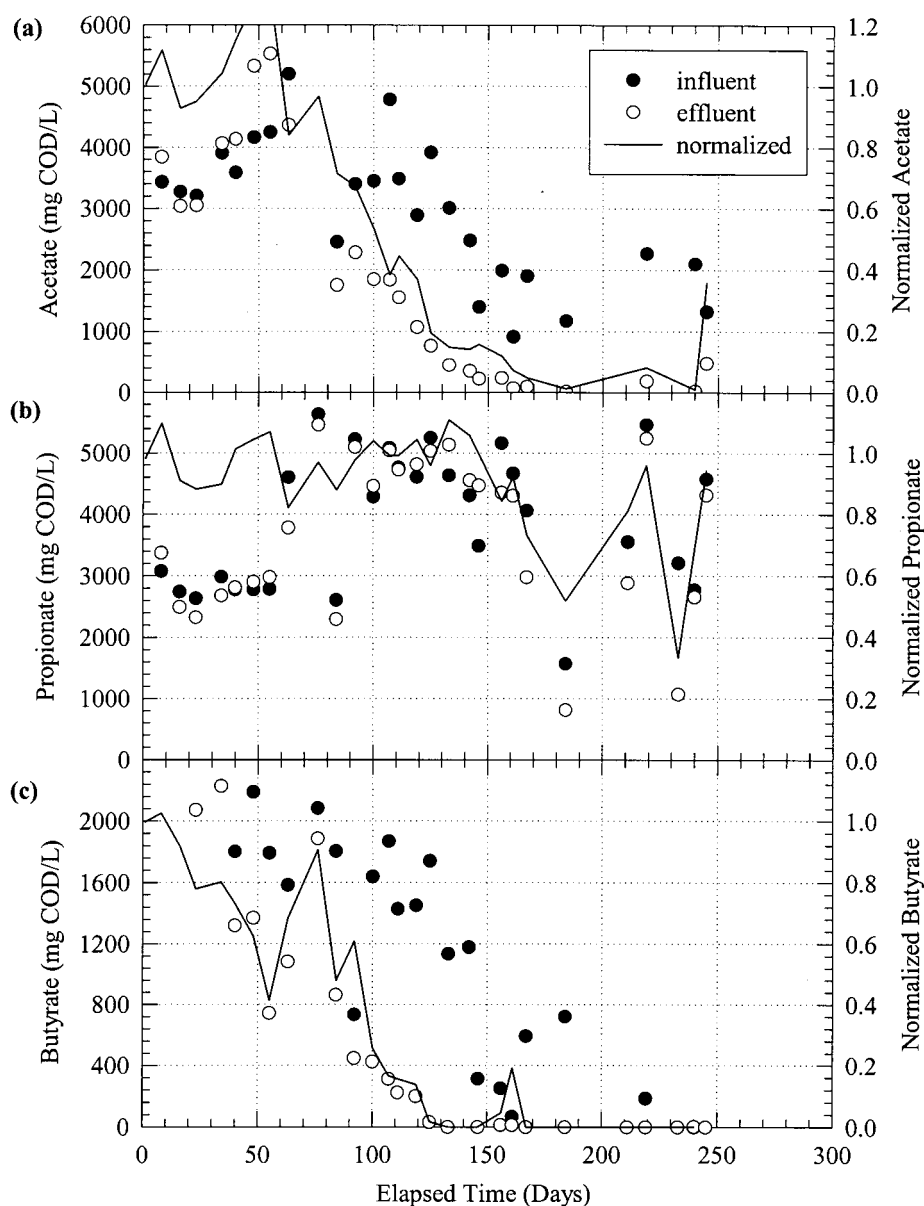 (a)
6000
5000
4000
3000
2000
1000
0
Acetate (mg COD/L)
1.2
1.0
0.8
0.6
0.4
0.2
0.0
Normalized Acetate
influent
effluent
normalized
(b)
5000
4000
3000
2000
1000
0
Propionate (mg COD/L)
1.0
0.8
0.6
0.4
0.2
0.0
Normalized Propionate
(c)
2000
1600
1200
800
400
0
Butyrate (mg COD/L)
1.0
0.8
0.6
0.4
0.2
0.0
Normalized Butyrate
0 50 100 150 200 250 300
Elapsed Time (Days)